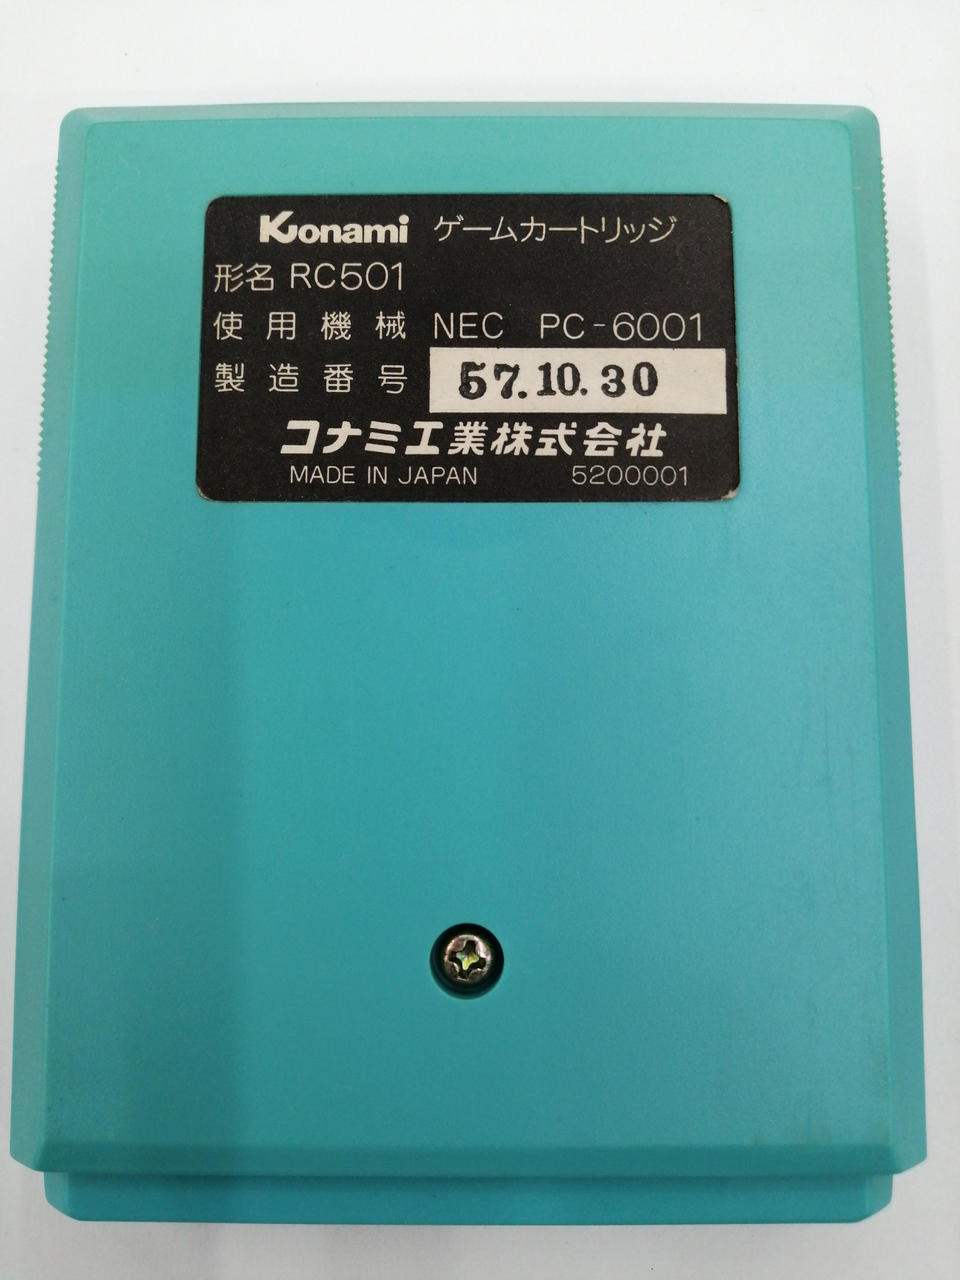 Konami ゲームカートリッジ
形名 RC501
使用機械 NEC PC-6001
製造番号 57.10.30
コナミ工業株式会社
MADE IN JAPAN 5200001